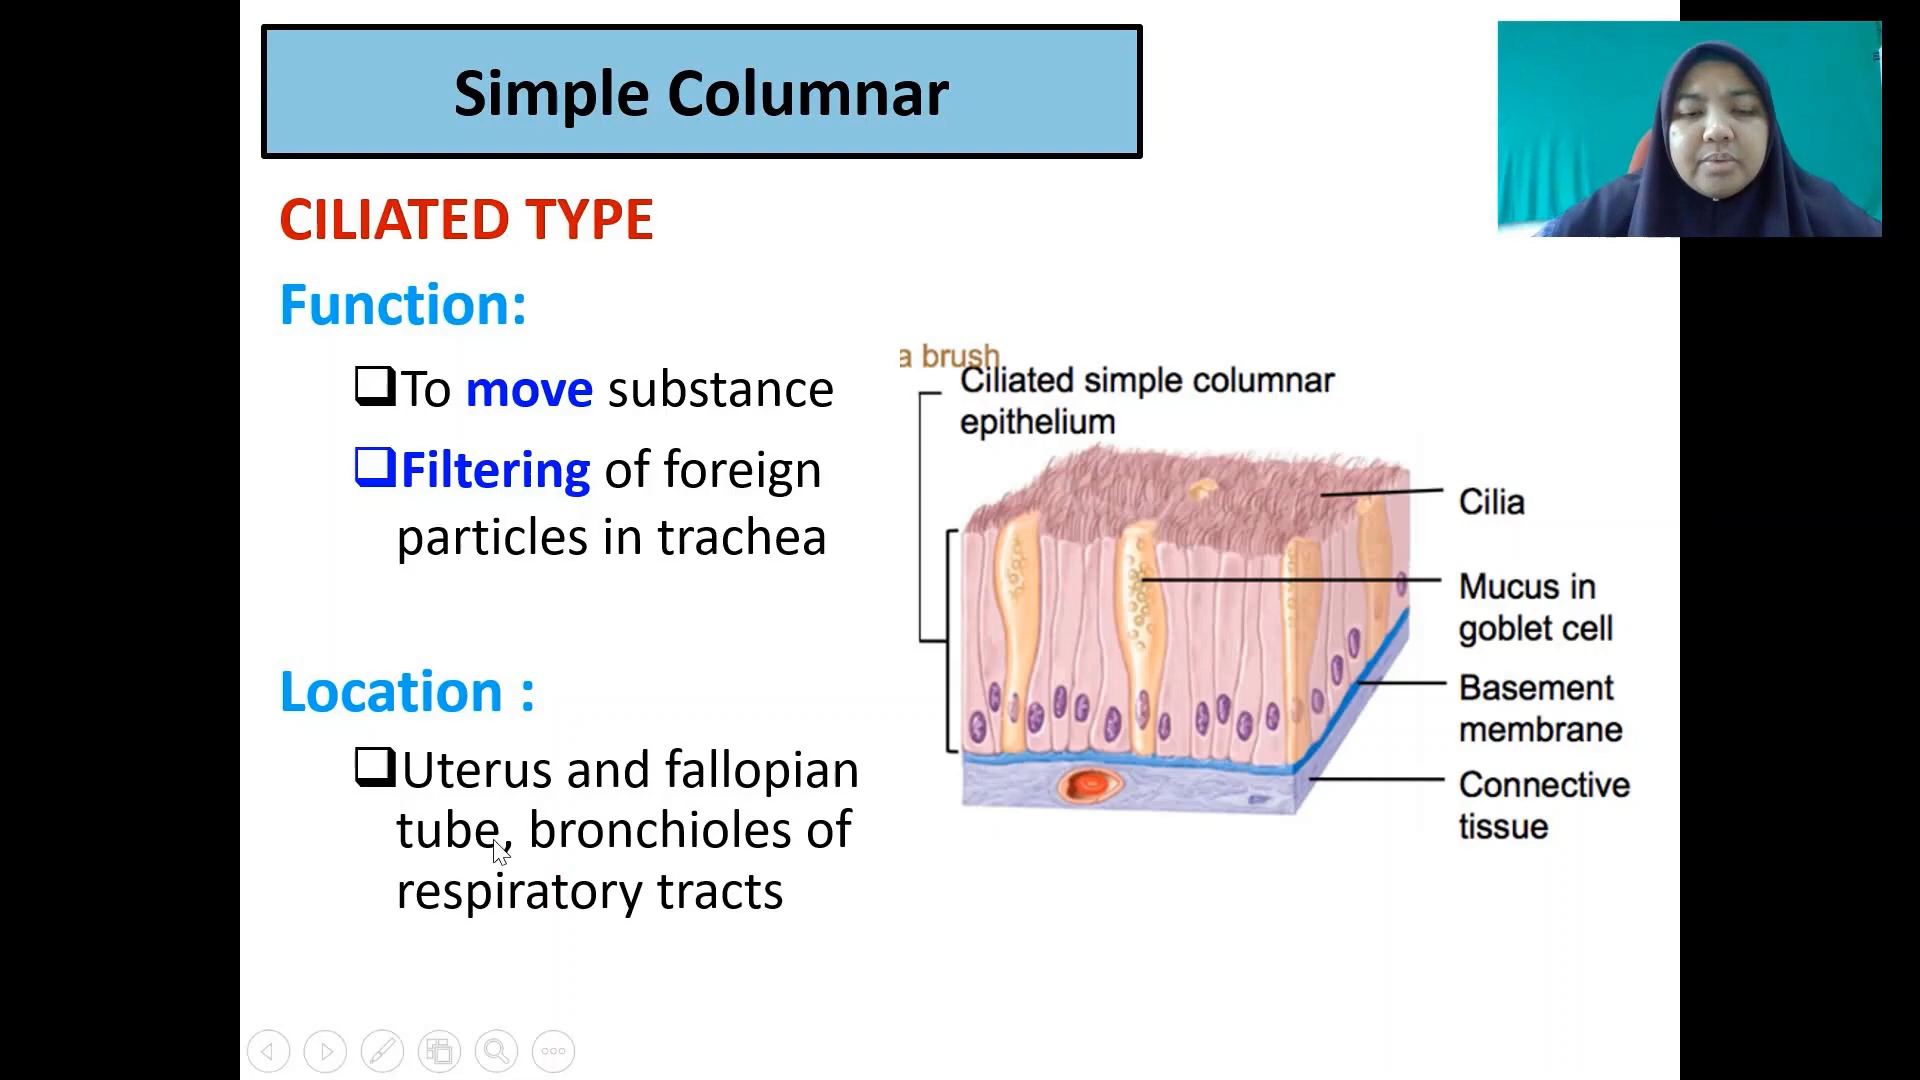 Simple Columnar
CILIATED TYPE
Function:
To move substance
Filtering of foreign
particles in trachea
Location :
Uterus and fallopian
tube, bronchioles of
respiratory tracts
a brush
Ciliated simple columnar
epithelium
Cilia
Mucus in
goblet cell
Basement
membrane
Connective
tissue